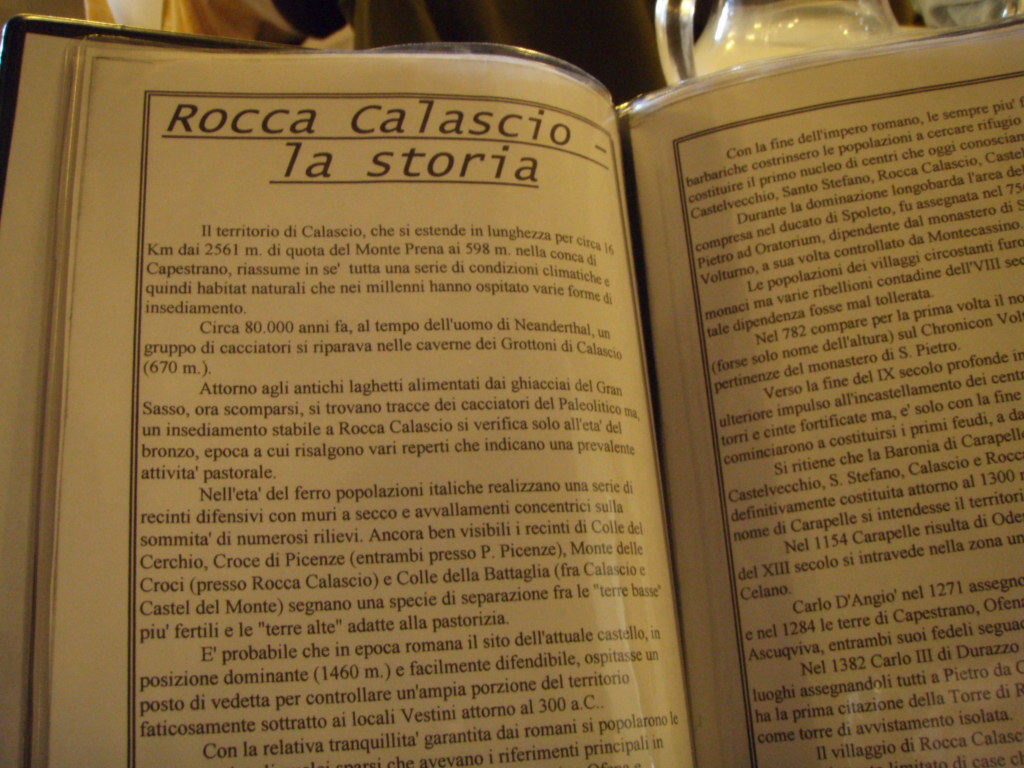 Rocca Calascio –
la storia
Il territorio di Calascio, che si estende in lunghezza per circa 16
Km dai 2561 m. di quota del Monte Prena ai 598 m. nella conca di
Capestrano, riassume in se' tutta una serie di condizioni climatiche e
quindi habitat naturali che nei millenni hanno ospitato varie forme di
insediamento.
Circa 80.000 anni fa, al tempo dell'uomo di Neanderthal, un
gruppo di cacciatori si riparava nelle caverne dei Grottoni di Calascio
(670 m.).
Attorno agli antichi laghetti alimentati dai ghiacciai del Gran
Sasso, ora scomparsi, si trovano tracce dei cacciatori del Paleolitico ma,
un insediamento stabile a Rocca Calascio si verifica solo all'eta' del
bronzo, epoca a cui risalgono vari reperti che indicano una prevalente
attivita' pastorale.
Nell'eta' del ferro popolazioni italiche realizzano una serie di
recinti difensivi con muri a secco e avvallamenti concentrici sulla
sommita' di numerosi rilievi. Ancora ben visibili i recinti di Colle del
Cerchio, Croce di Picenze (entrambi presso P. Picenze), Monte delle
Croci (presso Rocca Calascio) e Colle della Battaglia (fra Calascio e
Castel del Monte) segnano una specie di separazione fra le "terre basse"
piu' fertili e le "terre alte" adatte alla pastorizia.
E' probabile che in epoca romana il sito dell'attuale castello, in
posizione dominante (1460 m.) e facilmente difendibile, ospitasse un
posto di vedetta per controllare un'ampia porzione del territorio
faticosamente sottratto ai locali Vestini attorno al 300 a.C..
Con la relativa tranquillita' garantita dai romani si popolarono le
sparsi che avevano i riferimenti principali in
Ofena e
Con la fine dell'impero romano, le sempre piu'
barbariche costrinsero le popolazioni a cercare rifugio
costituire il primo nucleo di centri che oggi
Castelvecchio, Santo Stefano, Rocca Calascio,
Durante la dominazione longobarda l'area
compresa nel ducato di Spoleto, fu assegnata nel
Pietro ad Oratorium, dipendente dal monastero di
Volturno, a sua volta controllato da Montecassino.
Le popolazioni dei villaggi circostanti
monaci ma varie ribellioni contadine dell'VIII
tale dipendenza fosse mal tollerata.
Nel 782 compare per la prima volta il
(forse solo nome dell'altura) sul Chronicon
pertinenze del monastero di S. Pietro.
Verso la fine del IX secolo profonde
ulteriore impulso all'incastellamento dei
torri e cinte fortificate ma, e' solo con la fine
cominciarono a costituirsi i primi feudi, a
Si ritiene che la Baronia di
Castelvecchio, S. Stefano, Calascio e
definitivamente costituita attorno al 1300
nome di Carapelle si intendesse il
Nel 1154 Carapelle risulta di
del XIII secolo si intravede nella zona
Celano.
Carlo D'Angio' nel 1271
e nel 1284 le terre di Capestrano,
Ascuqviva, entrambi suoi fedeli
Nel 1382 Carlo III di Durazzo
luoghi assegnandoli tutti a Pietro da
ha la prima citazione della Torre di
come torre di avvistamento isolata.
Il villaggio di Rocca
limitato di case